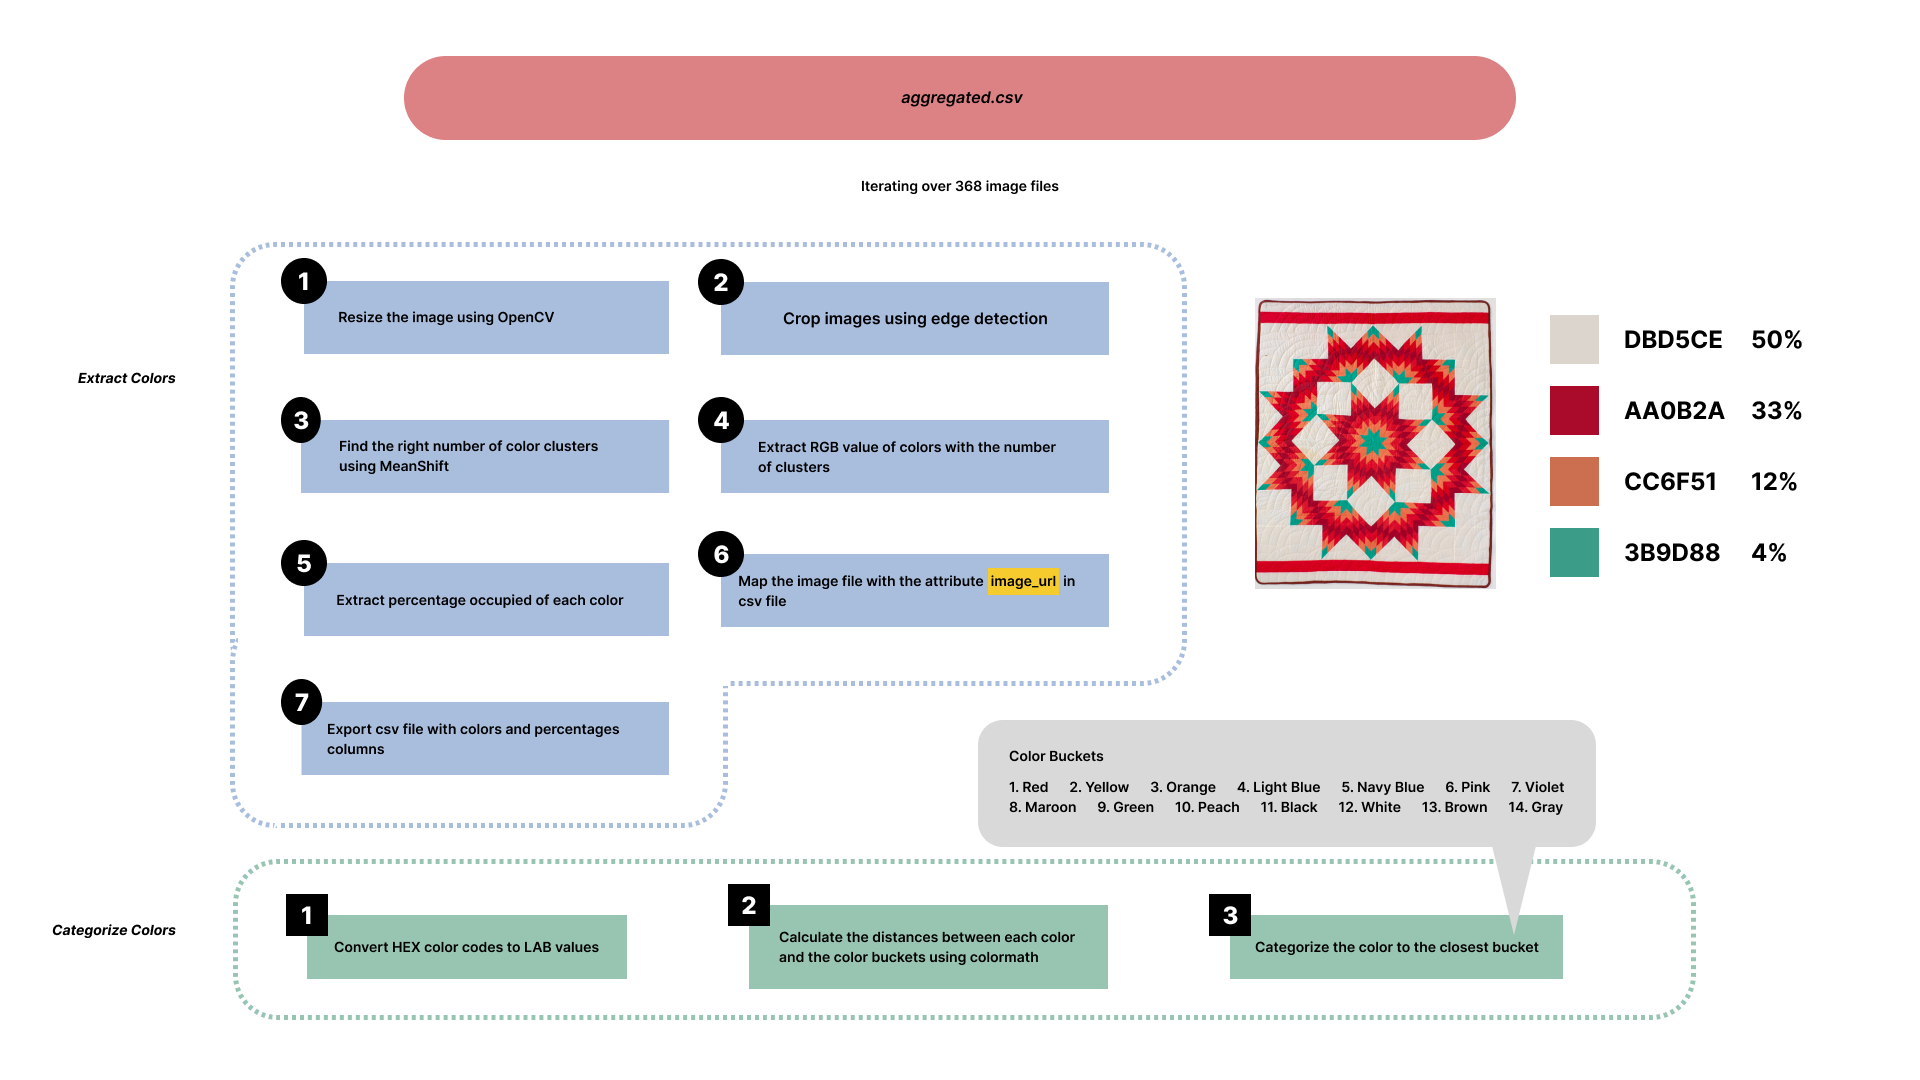 aggregated.csv
Iterating over 368 image files
Extract Colors
1
Resize the image using OpenCV
2
Crop images using edge detection
3
Find the right number of color clusters
using MeanShift
4
Extract RGB value of colors with the number
of clusters
5
Extract percentage occupied of each color
6
Map the image file with the attribute image_url in
csv file
7
Export csv file with colors and percentages
columns
DBD5CE 50%
AA0B2A 33%
CC6F51 12%
3B9D88 4%
Color Buckets
1. Red 2. Yellow 3. Orange 4. Light Blue 5. Navy Blue 6. Pink 7. Violet
8. Maroon 9. Green 10. Peach 11. Black 12. White 13. Brown 14. Gray
Categorize Colors
1
Convert HEX color codes to LAB values
2
Calculate the distances between each color
and the color buckets using colormath
3
Categorize the color to the closest bucket